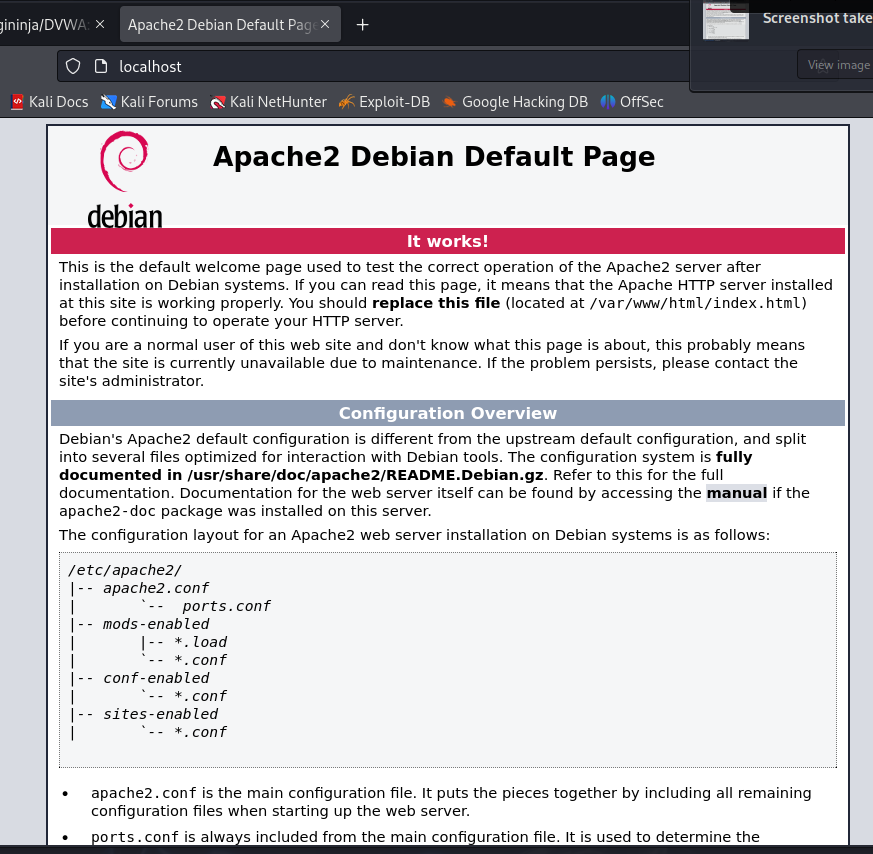 gininja/DVWA: ×
Apache2 Debian Default Page ×
+
Screenshot take
View image
localhost
Kali Docs Kali Forums Kali NetHunter Exploit-DB Google Hacking DB OffSec
debian
Apache2 Debian Default Page
It works!
This is the default welcome page used to test the correct operation of the Apache2 server after
installation on Debian systems. If you can read this page, it means that the Apache HTTP server installed
at this site is working properly. You should replace this file (located at /var/www/html/index.html)
before continuing to operate your HTTP server.
If you are a normal user of this web site and don't know what this page is about, this probably means
that the site is currently unavailable due to maintenance. If the problem persists, please contact the
site's administrator.
Configuration Overview
Debian's Apache2 default configuration is different from the upstream default configuration, and split
into several files optimized for interaction with Debian tools. The configuration system is fully
documented in /usr/share/doc/apache2/README.Debian.gz. Refer to this for the full
documentation. Documentation for the web server itself can be found by accessing the manual if the
apache2-doc package was installed on this server.
The configuration layout for an Apache2 web server installation on Debian systems is as follows:
/etc/apache2/
|-- apache2.conf
|       `--  ports.conf
|-- mods-enabled
|       |-- *.load
|       `-- *.conf
|-- conf-enabled
|       `-- *.conf
|-- sites-enabled
|       `-- *.conf
• apache2.conf is the main configuration file. It puts the pieces together by including all remaining
configuration files when starting up the web server.
• ports.conf is always included from the main configuration file. It is used to determine the